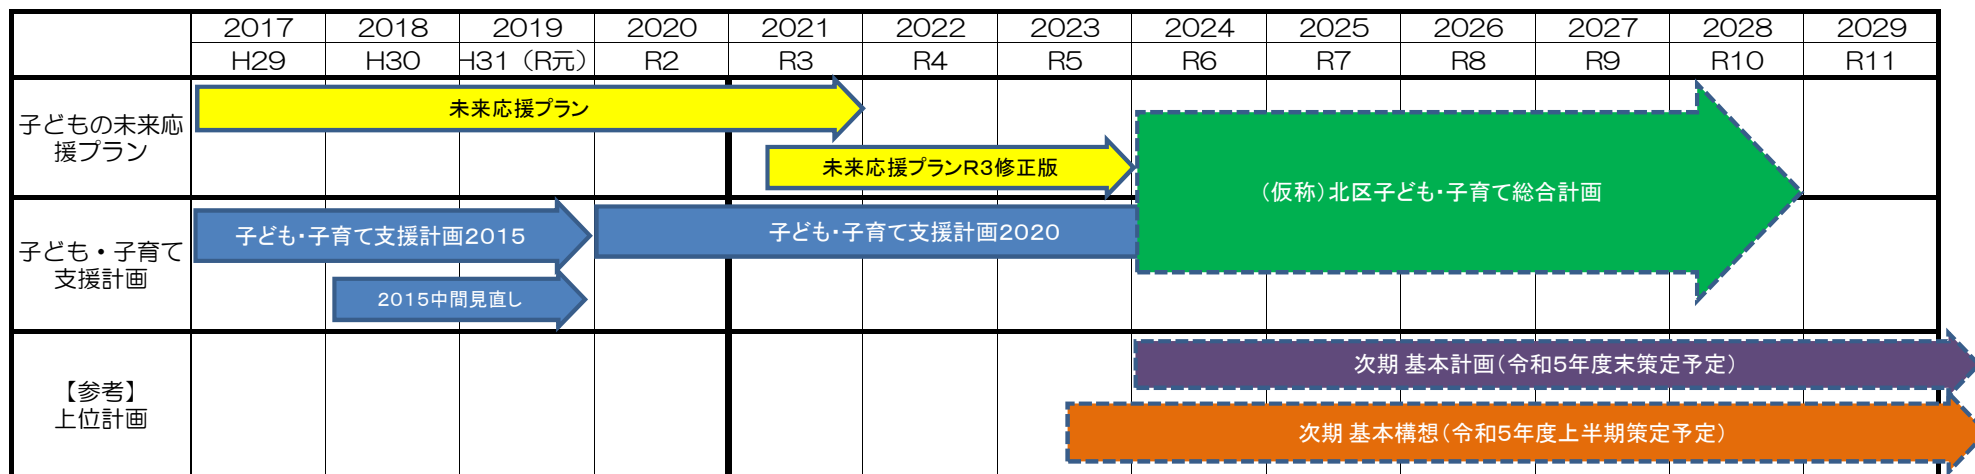 2017 2018 2019 2020 2021 2022 2023 2024 2025 2026 2027 2028 2029
H29 H30 H31（R元） R2 R3 R4 R5 R6 R7 R8 R9 R10 R11
子どもの未来応
援プラン
未来応援プラン
未来応援プランR3修正版
（仮称）北区子ども・子育て総合計画
子ども・子育て
支援計画
子ども・子育て支援計画2015
子ども・子育て支援計画2020
2015中間見直し
【参考】
上位計画
次期 基本計画（令和5年度末策定予定）
次期 基本構想（令和5年度上半期策定予定）